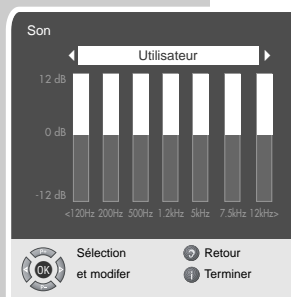 Son
Utilisateur
12 dB
0 dB
-12 dB
<120Hz 200Hz 500Hz 1.2kHz 5kHz 7.5kHz 12kHz>
OK
Sélection
et modifer
Retour
i Terminer